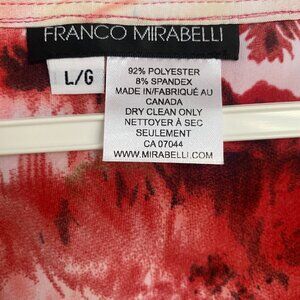 FRANCO MIRABELLI
L/G
92% POLYESTER
8% SPANDEX
MADE IN/FABRIQUÉ AU
CANADA
DRY CLEAN ONLY
NETTOYER À SEC
SEULEMENT
CA 07044
WWW.MIRABELLI.COM